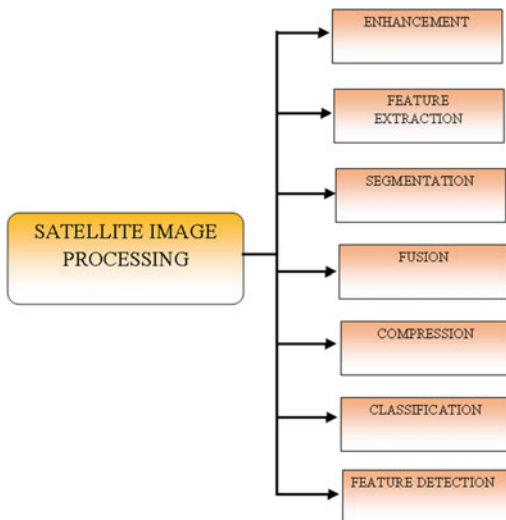 SATELLITE IMAGE
PROCESSING
ENHANCEMENT
FEATURE
EXTRACTION
SEGMENTATION
FUSION
COMPRESSION
CLASSIFICATION
FEATURE DETECTION